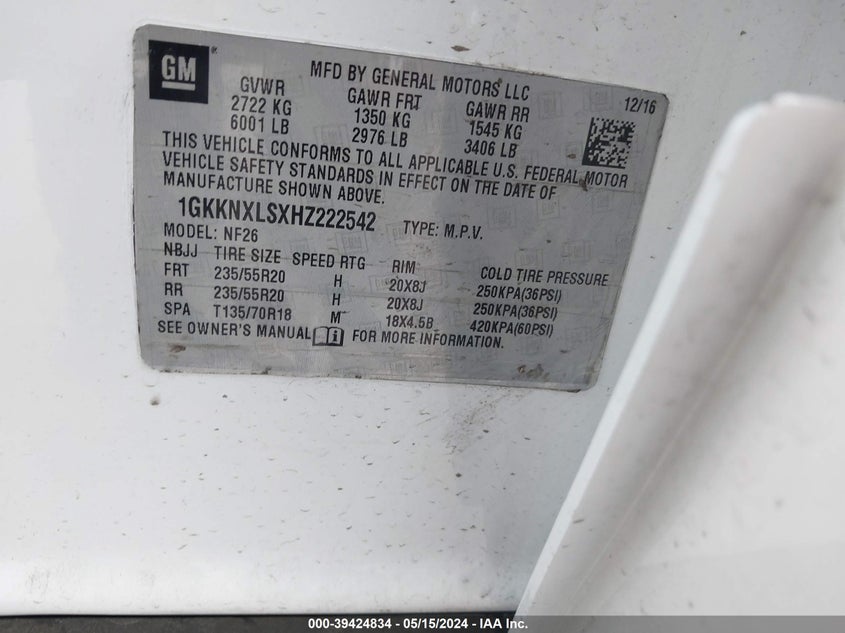 GM
MFD BY GENERAL MOTORS LLC
12/16
GVWR GAWR FRT GAWR RR
2722 KG 1350 KG 1545 KG
6001 LB 2976 LB 3406 LB
THIS VEHICLE CONFORMS TO ALL APPLICABLE U.S. FEDERAL MOTOR
VEHICLE SAFETY STANDARDS IN EFFECT ON THE DATE OF
MANUFACTURE SHOWN ABOVE.
1GKKNXLSXHZ222542 TYPE: M.P.V.
MODEL: NF26
NBJJ TIRE SIZE SPEED RTG RIM COLD TIRE PRESSURE
FRT 235/55R20 H 20X8J 250KPA(36PSI)
RR 235/55R20 H 20X8J 250KPA(36PSI)
SPA T135/70R18 M 18X4.5B 420KPA(60PSI)
SEE OWNER'S MANUAL FOR MORE INFORMATION.
000-39424834 - 05/15/2024 - IAA Inc.